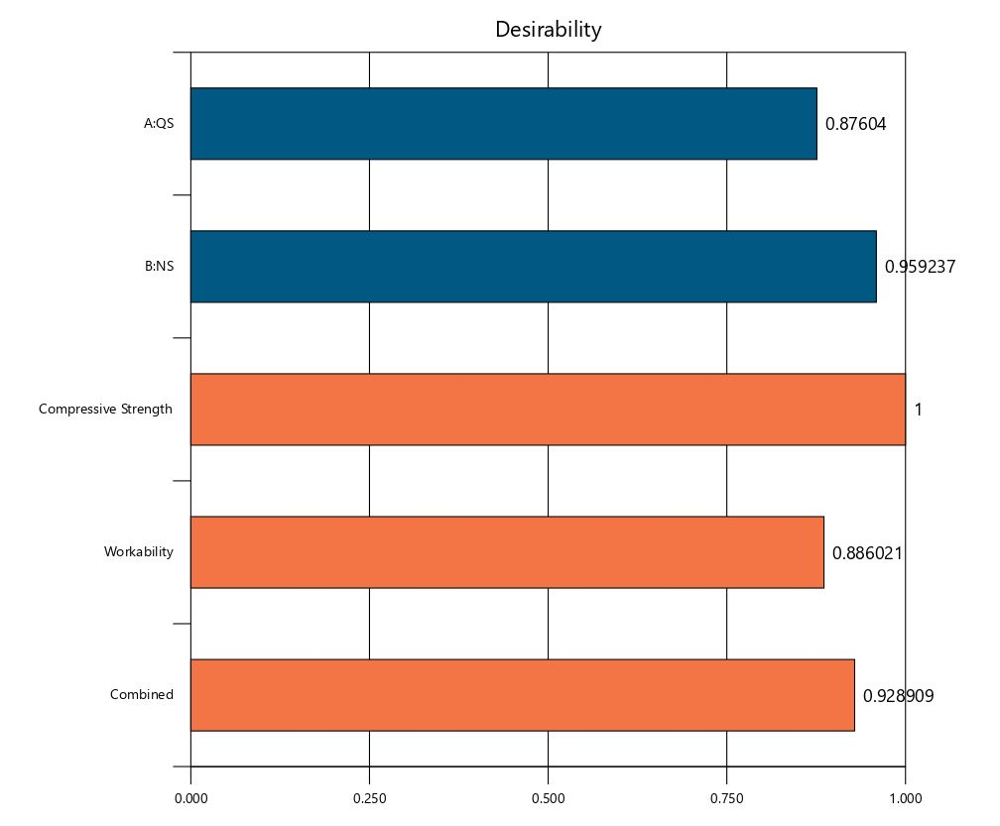 Desirability
A:QS
0.87604
B:NS
0.959237
Compressive Strength
1
Workability
0.886021
Combined
0.928909
0.000 0.250 0.500 0.750 1.000